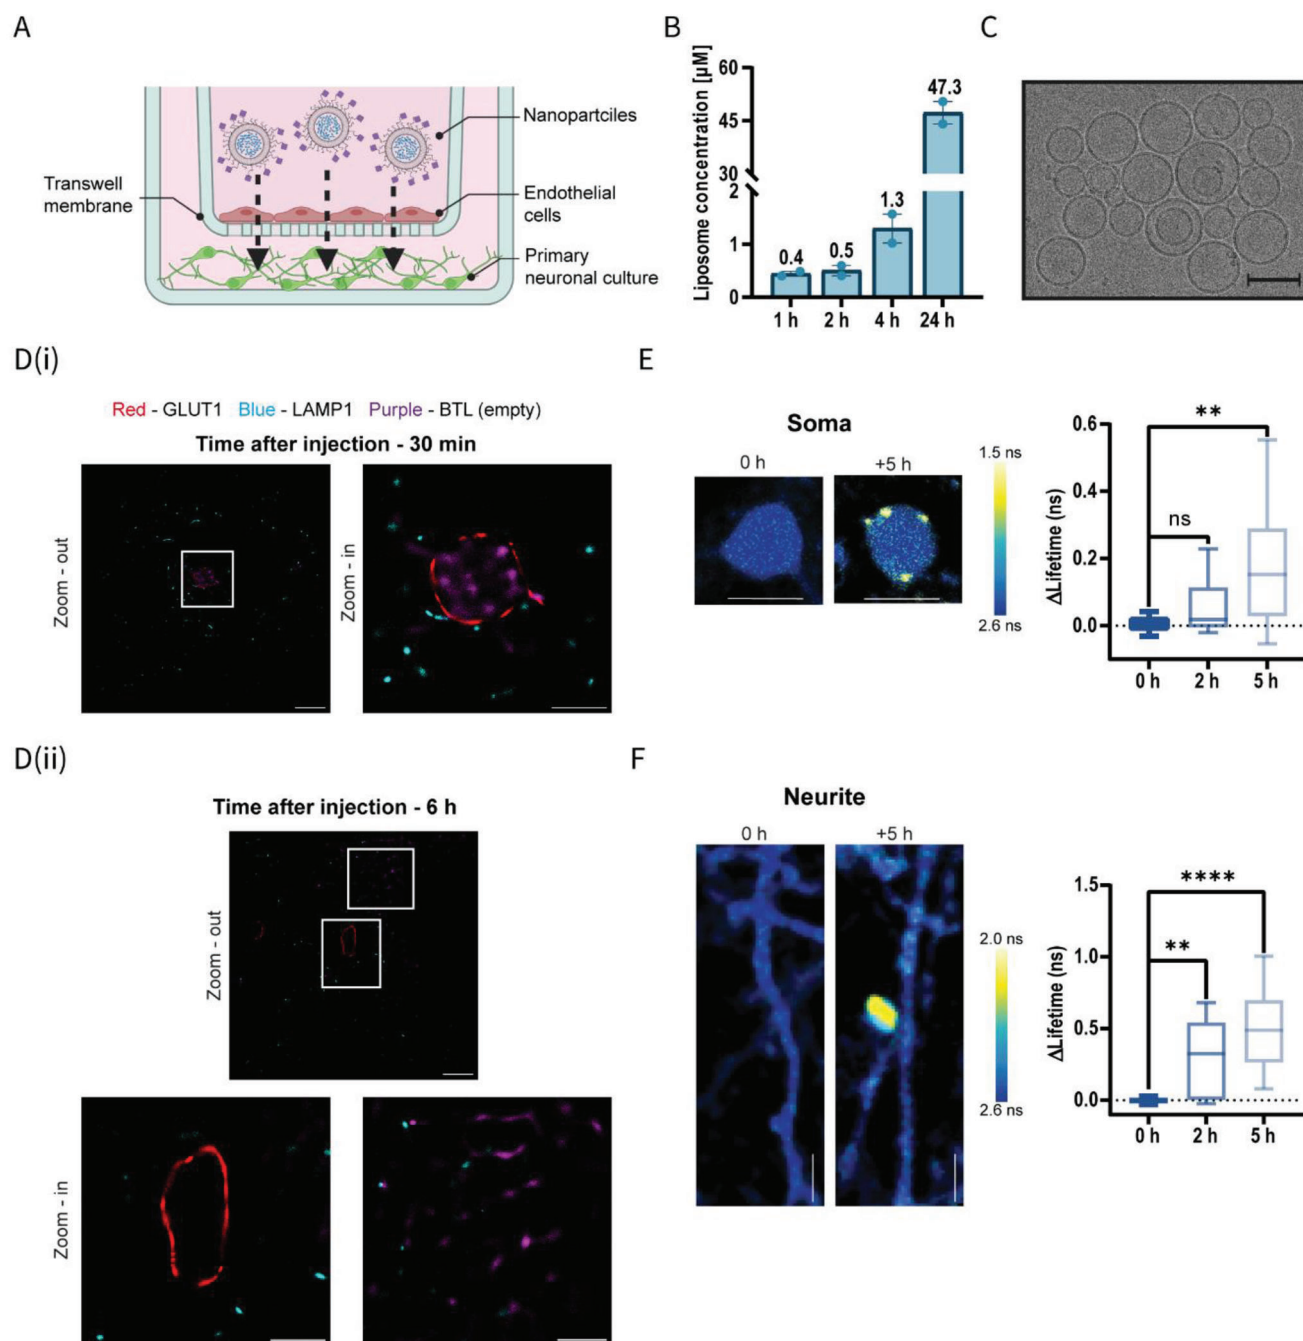 A
Nanopartciles
Transwell
membrane
Endothelial
cells
Primary
neuronal culture
B
Liposome concentration [µM]
60
45
30
2
1
0
0.4
0.5
1.3
47.3
1 h
2 h
4 h
24 h
C
D(i)
Red - GLUT1 Blue - LAMP1 Purple - BTL (empty)
Time after injection - 30 min
Zoom - out
Zoom - in
E
Soma
0 h
+5 h
1.5 ns
2.6 ns
ΔLifetime (ns)
0.6
0.4
0.2
0.0
**
ns
0 h
2 h
5 h
D(ii)
Time after injection - 6 h
Zoom - out
Zoom - in
F
Neurite
0 h
+5 h
2.0 ns
2.6 ns
ΔLifetime (ns)
1.5
1.0
0.5
0.0
****
**
0 h
2 h
5 h